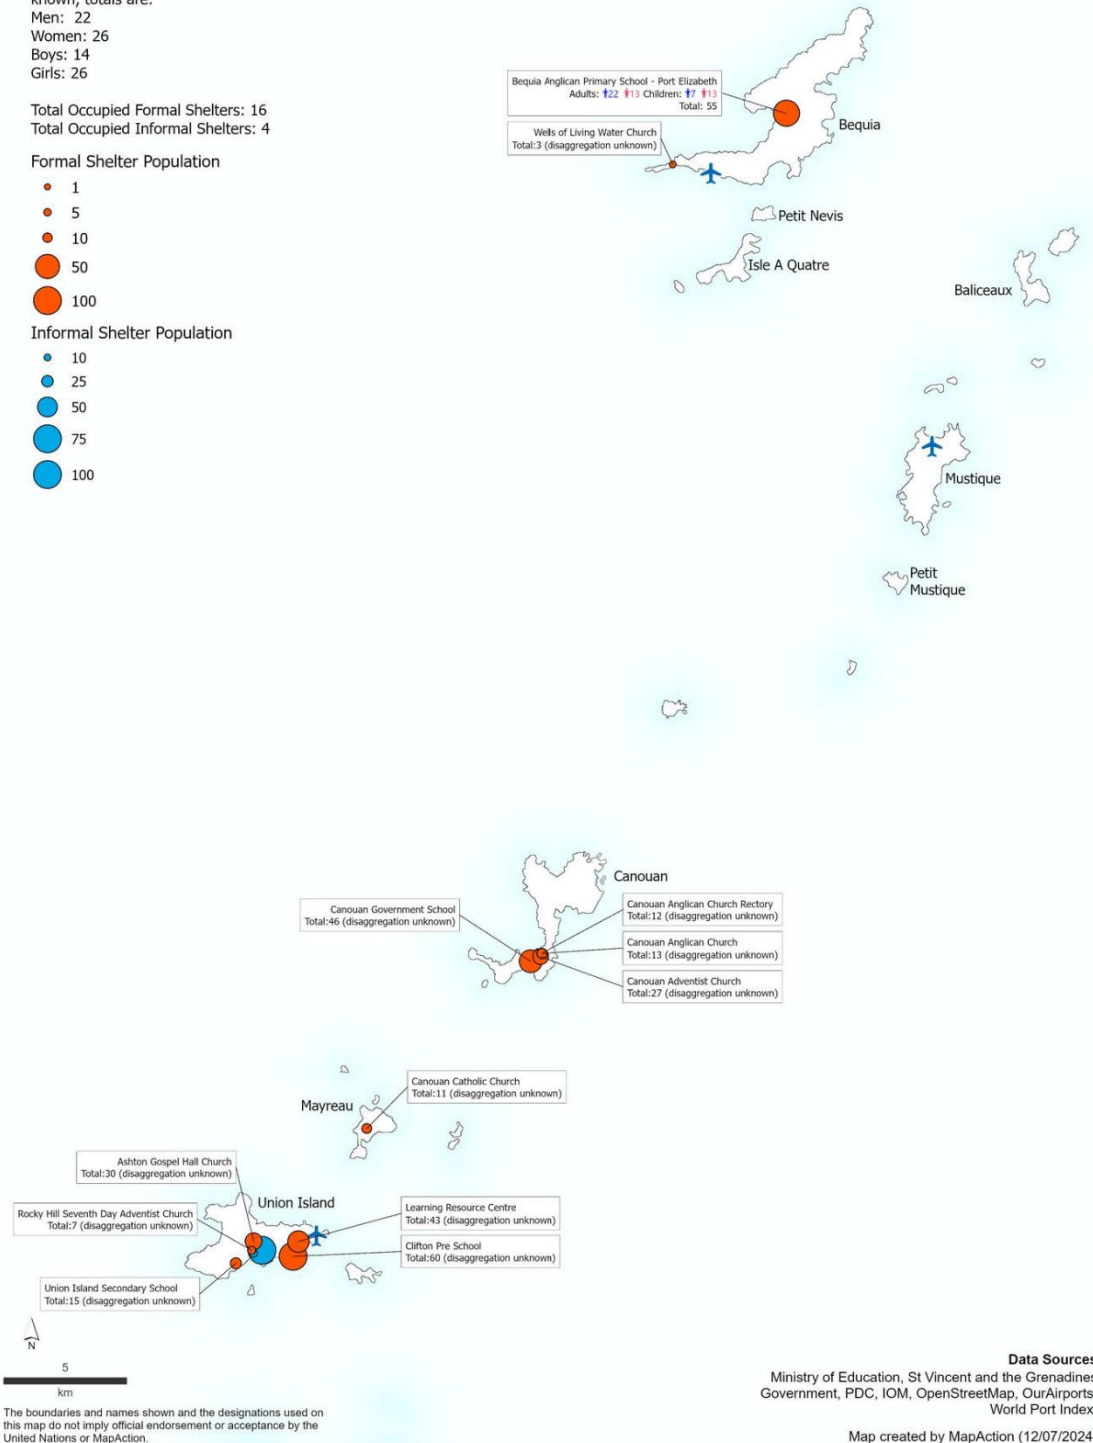 known, totals are:
Men: 22
Women: 26
Boys: 14
Girls: 26
Total Occupied Formal Shelters: 16
Total Occupied Informal Shelters: 4
Formal Shelter Population
1
5
10
50
100
Informal Shelter Population
10
25
50
75
100
Bequia Anglican Primary School - Port Elizabeth
Adults: 22 13 Children: 7 13
Total: 55
Wells of Living Water Church
Total:3 (disaggregation unknown)
Bequia
Petit Nevis
Isle A Quatre
Baliceaux
Mustique
Petit
Mustique
Canouan
Canouan Government School
Total:46 (disaggregation unknown)
Canouan Anglican Church Rectory
Total:12 (disaggregation unknown)
Canouan Anglican Church
Total:13 (disaggregation unknown)
Canouan Adventist Church
Total:27 (disaggregation unknown)
Canouan Catholic Church
Total:11 (disaggregation unknown)
Mayreau
Ashton Gospel Hall Church
Total:30 (disaggregation unknown)
Union Island
Rocky Hill Seventh Day Adventist Church
Total:7 (disaggregation unknown)
Learning Resource Centre
Total:43 (disaggregation unknown)
Clifton Pre School
Total:60 (disaggregation unknown)
Union Island Secondary School
Total:15 (disaggregation unknown)
N
5
km
The boundaries and names shown and the designations used on
this map do not imply official endorsement or acceptance by the
United Nations or MapAction.
Data Sources
Ministry of Education, St Vincent and the Grenadines
Government, PDC, IOM, OpenStreetMap, OurAirports
World Port Index
Map created by MapAction (12/07/2024